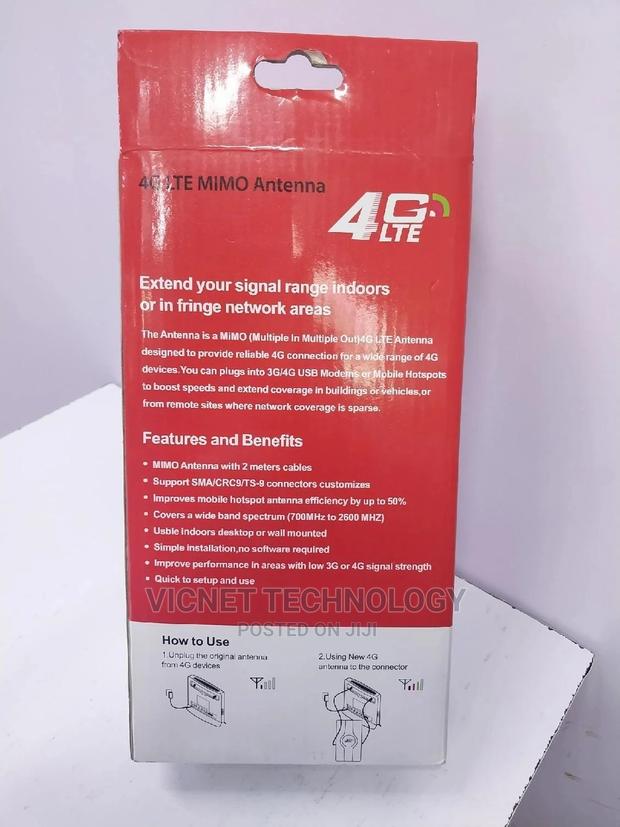 4G LTE MIMO Antenna
4G
LTE
Extend your signal range indoors
or in fringe network areas
The Antenna is a MiMO (Multiple In Multiple Out)4G LTE Antenna
designed to provide reliable 4G connection for a wide range of 4G
devices.You can plugs into 3G/4G USB Modems or Mobile Hotspots
to boost speeds and extend coverage in buildings or vehicles,or
from remote sites where network coverage is sparse.
Features and Benefits
• MIMO Antenna with 2 meters cables
• Support SMA/CRC9/TS-9 connectors customizes
• Improves mobile hotspot antenna efficiency by up to 50%
• Covers a wide band spectrum (700MHz to 2600 MHZ)
• Usble indoors desktop or wall mounted
• Simple installation,no software required
• Improve performance in areas with low 3G or 4G signal strength
• Quick to setup and use
VICNET TECHNOLOGY
POSTED ON JIJI
How to Use
1.Unplug the original antenna
from 4G devices
2.Using New 4G
antenna to the connector